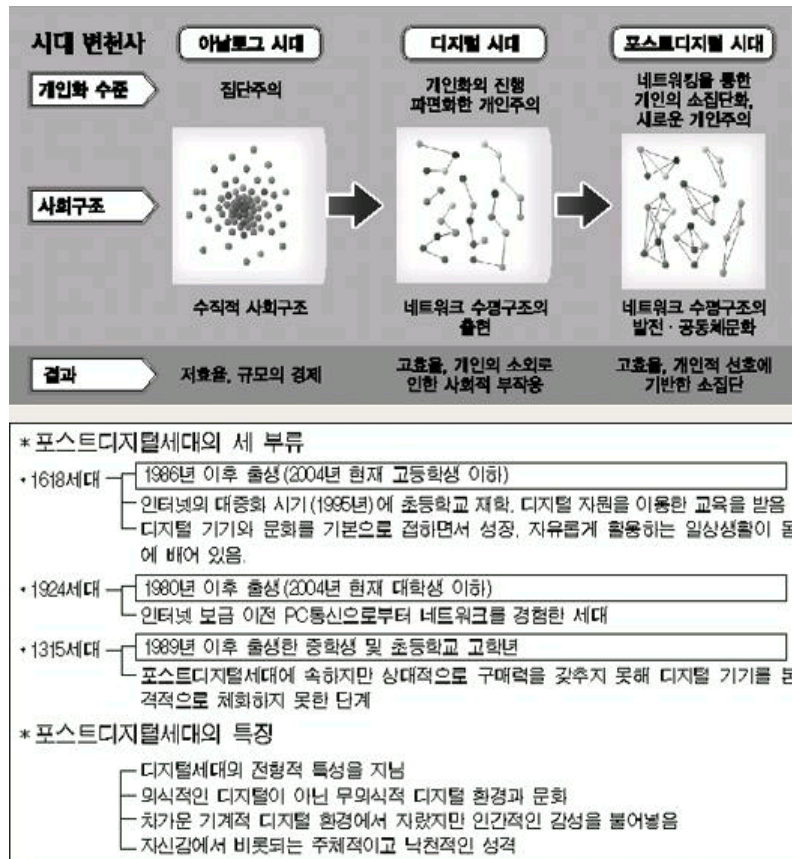 시대 변천사 아날로그 시대 디지털 시대 포스트디지털 시대
개인화 수준 집단주의 개인화의 진행 네트워킹을 통한
파편화한 개인주의 개인의 소집단화,
새로운 개인주의
사회구조
수직적 사회구조 네트워크 수평구조의 네트워크 수평구조의
출현 발전·공동체문화
결과 저효율, 규모의 경제 고효율, 개인의 소외로 고효율, 개인적 선호에
인한 사회적 부작용 기반한 소집단
*포스트디지털세대의 세 부류
•1618세대 1986년 이후 출생(2004년 현재 고등학생 이하)
인터넷의 대중화 시기(1995년)에 초등학교 재학, 디지털 자원을 이용한 교육을 받음
디지털 기기와 문화를 기본으로 접하면서 성장, 자유롭게 활용하는 일상생활이 몸
에 배어 있음.
•1924세대 1980년 이후 출생(2004년 현재 대학생 이하)
인터넷 보급 이전 PC통신으로부터 네트워크를 경험한 세대
•1315세대 1989년 이후 출생한 중학생 및 초등학교 고학년
포스트디지털세대에 속하지만 상대적으로 구매력을 갖추지 못해 디지털 기기를 본
격적으로 체화하지 못한 단계
*포스트디지털세대의 특징
디지털세대의 전형적 특성을 지님
의식적인 디지털이 아닌 무의식적 디지털 환경과 문화
차가운 기계적 디지털 환경에서 자랐지만 인간적인 감성을 불어넣음
자신감에서 비롯되는 주체적이고 낙천적인 성격